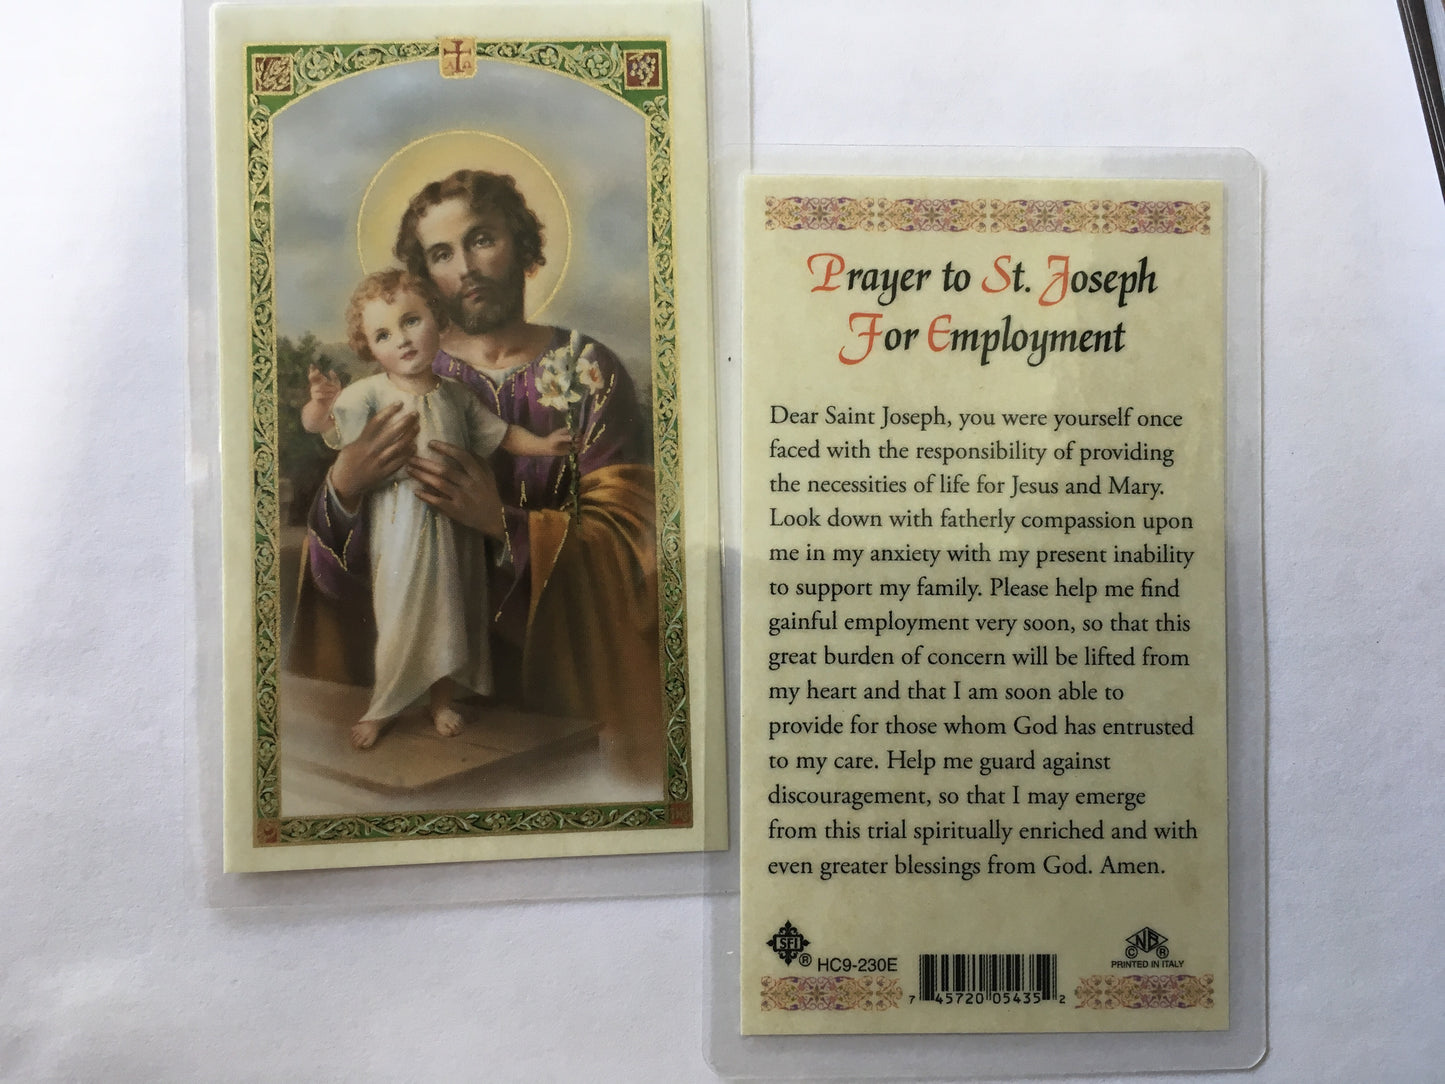 Α Ω
Prayer to St. Joseph
For Employment
Dear Saint Joseph, you were yourself once
faced with the responsibility of providing
the necessities of life for Jesus and Mary.
Look down with fatherly compassion upon
me in my anxiety with my present inability
to support my family. Please help me find
gainful employment very soon, so that this
great burden of concern will be lifted from
my heart and that I am soon able to
provide for those whom God has entrusted
to my care. Help me guard against
discouragement, so that I may emerge
from this trial spiritually enriched and with
even greater blessings from God. Amen.
SFI ® HC9-230E
7 45720 05435 2
© NB ®
PRINTED IN ITALY